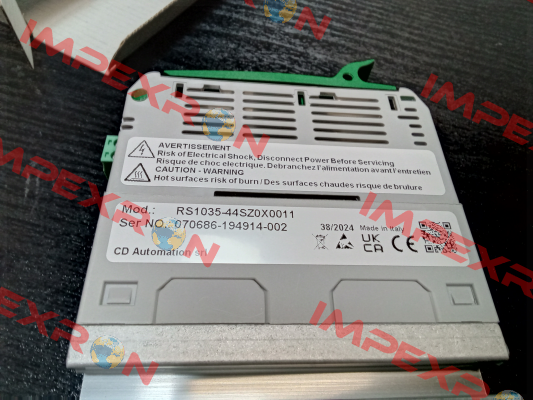 IMPEXRON
IMPEXRON
AVERTISSEMENT
Risk of Electrical Shock, Disconnect Power Before Servicing
Risque de choc electrique. Debranchez l'alimentation avant l'entretien
CAUTION - WARNING
Hot surfaces risk of burn / Des surfaces chaudes risque de brulure
Mod.: RS1035-44SZ0X0011
Ser NO.: 070686-194914-002
38/2024 Made in Italy
UK CA CE
CD Automation srl
IMPEXRON
IMPEXRON